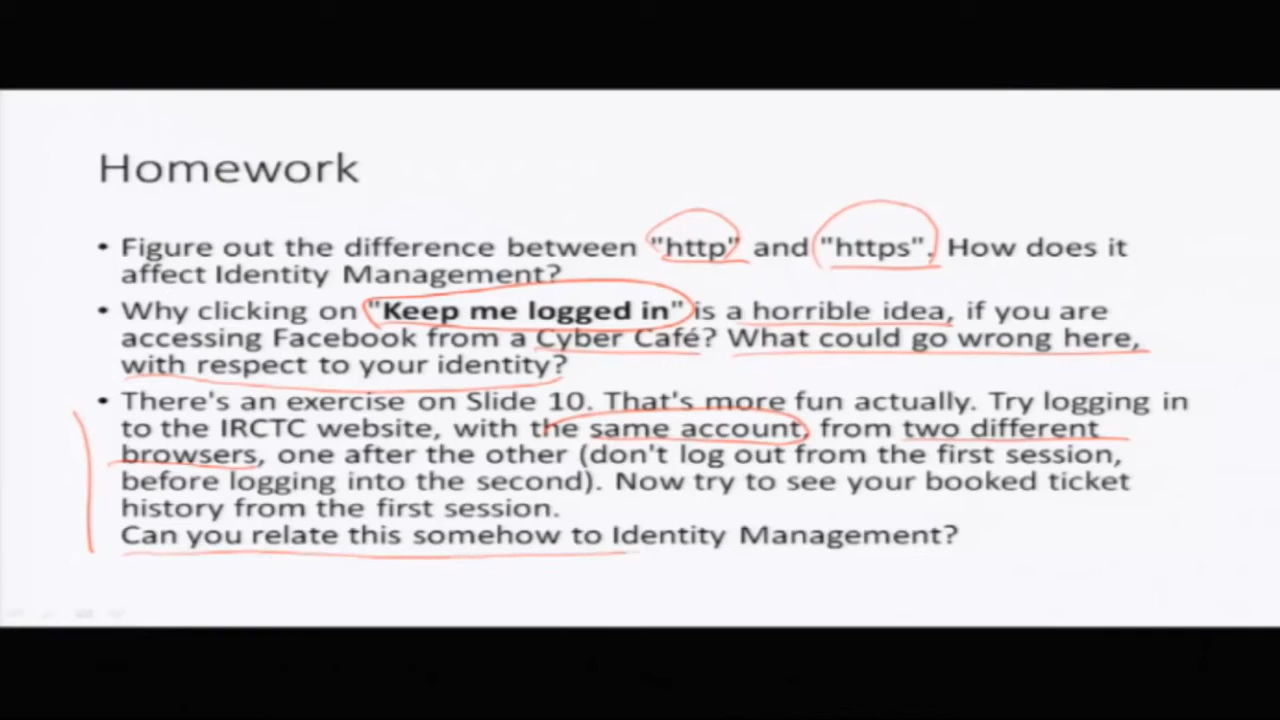 Homework
• Figure out the difference between "http" and "https". How does it
affect Identity Management?
• Why clicking on "Keep me logged in" is a horrible idea, if you are
accessing Facebook from a Cyber Café? What could go wrong here,
with respect to your identity?
• There's an exercise on Slide 10. That's more fun actually. Try logging in
to the IRCTC website, with the same account, from two different
browsers, one after the other (don't log out from the first session,
before logging into the second). Now try to see your booked ticket
history from the first session.
Can you relate this somehow to Identity Management?